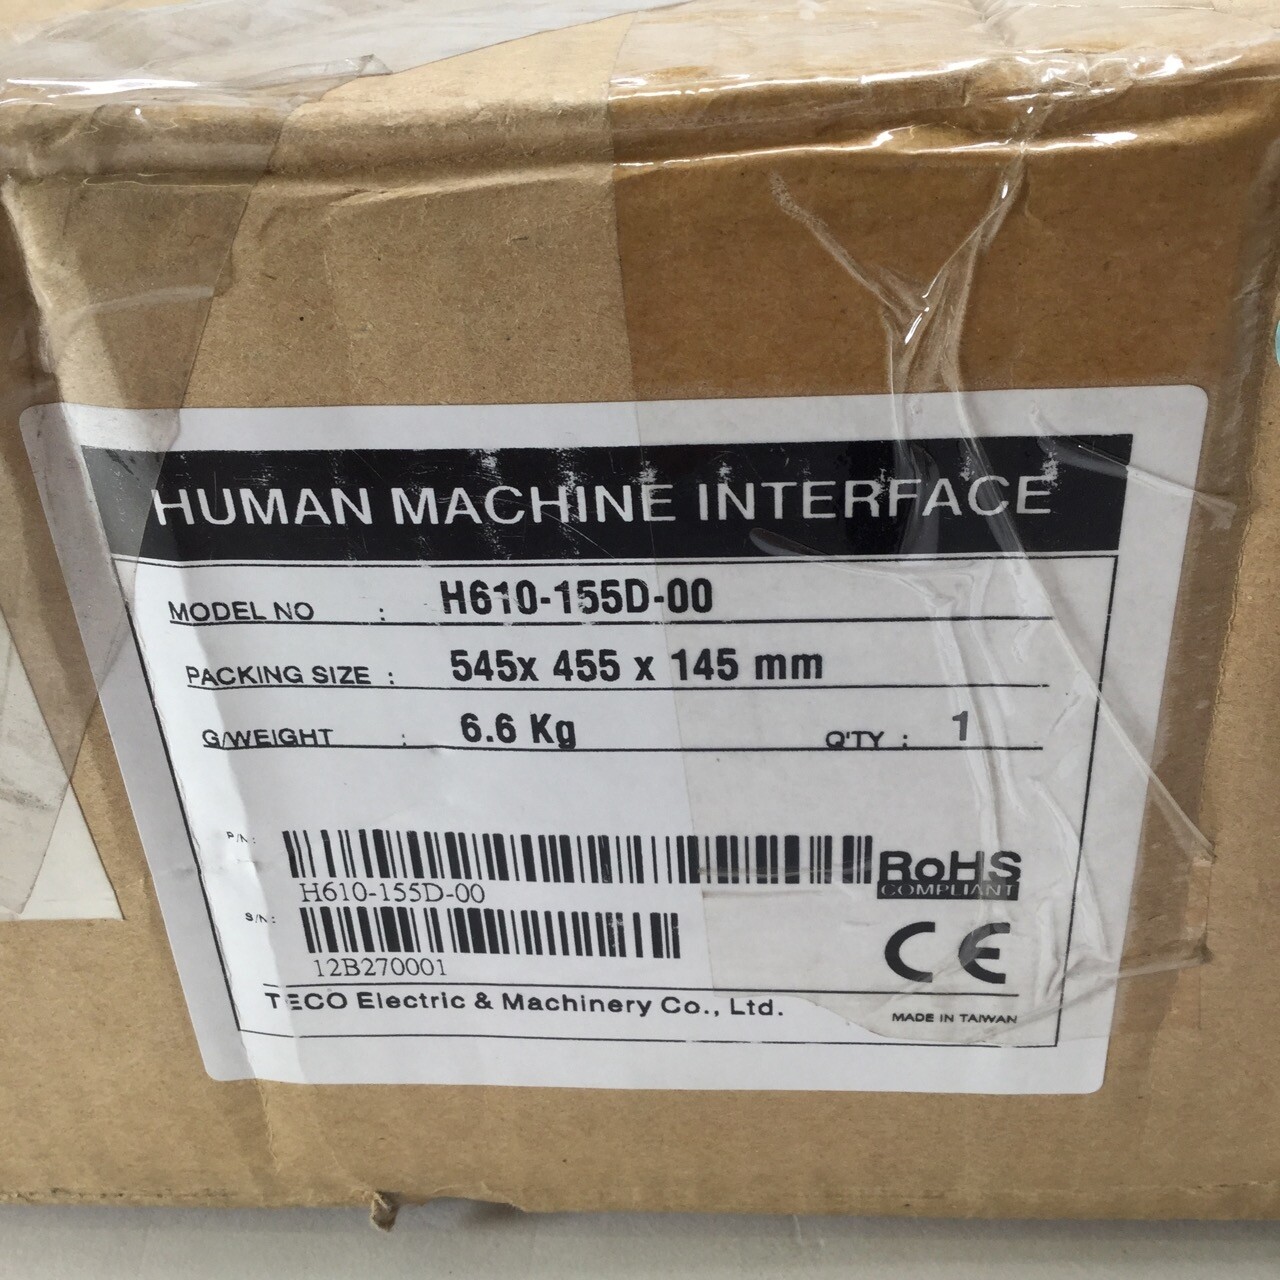 HUMAN MACHINE INTERFACE
MODEL NO : H610-155D-00
PACKING SIZE : 545x 455 x 145 mm
G/WEIGHT : 6.6 Kg Q'TY : 1
P/N:
H610-155D-00
RoHS
COMPLIANT
S/N:
12B270001
CE
TECO Electric & Machinery Co., Ltd.
MADE IN TAIWAN